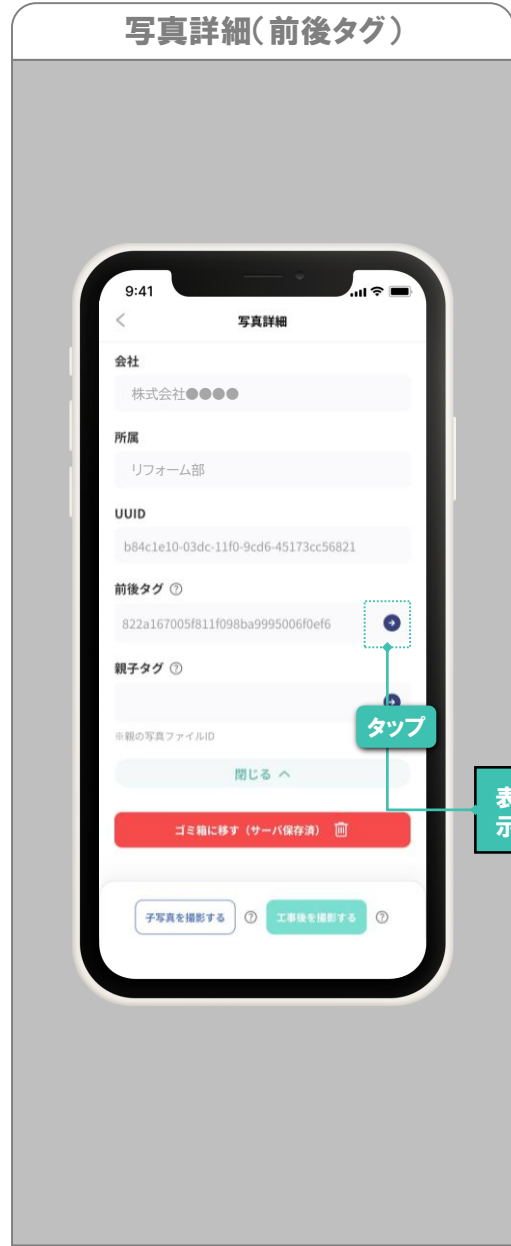 写真詳細（前後タグ）
9:41
写真詳細
会社
株式会社●●●●
所属
リフォーム部
UUID
b84c1e10-03dc-11f0-9cd6-45173cc56821
前後タグ ?
822a167005f811f098ba9995006f0ef6
親子タグ ?
タップ
※親の写真ファイルID
閉じる
表
示
ゴミ箱に移す（サーバ保存済）
子写真を撮影する ? 工事後を撮影する ?